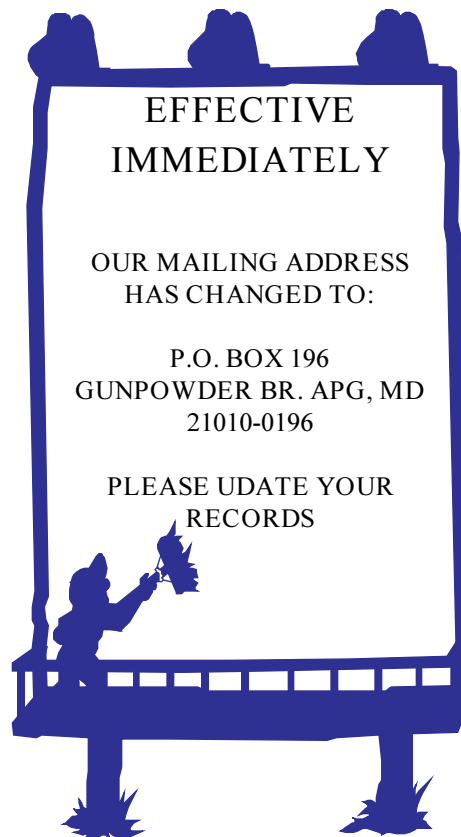 EFFECTIVE
IMMEDIATELY
OUR MAILING ADDRESS
HAS CHANGED TO:
P.O. BOX 196
GUNPOWDER BR. APG, MD
21010-0196
PLEASE UDATE YOUR
RECORDS